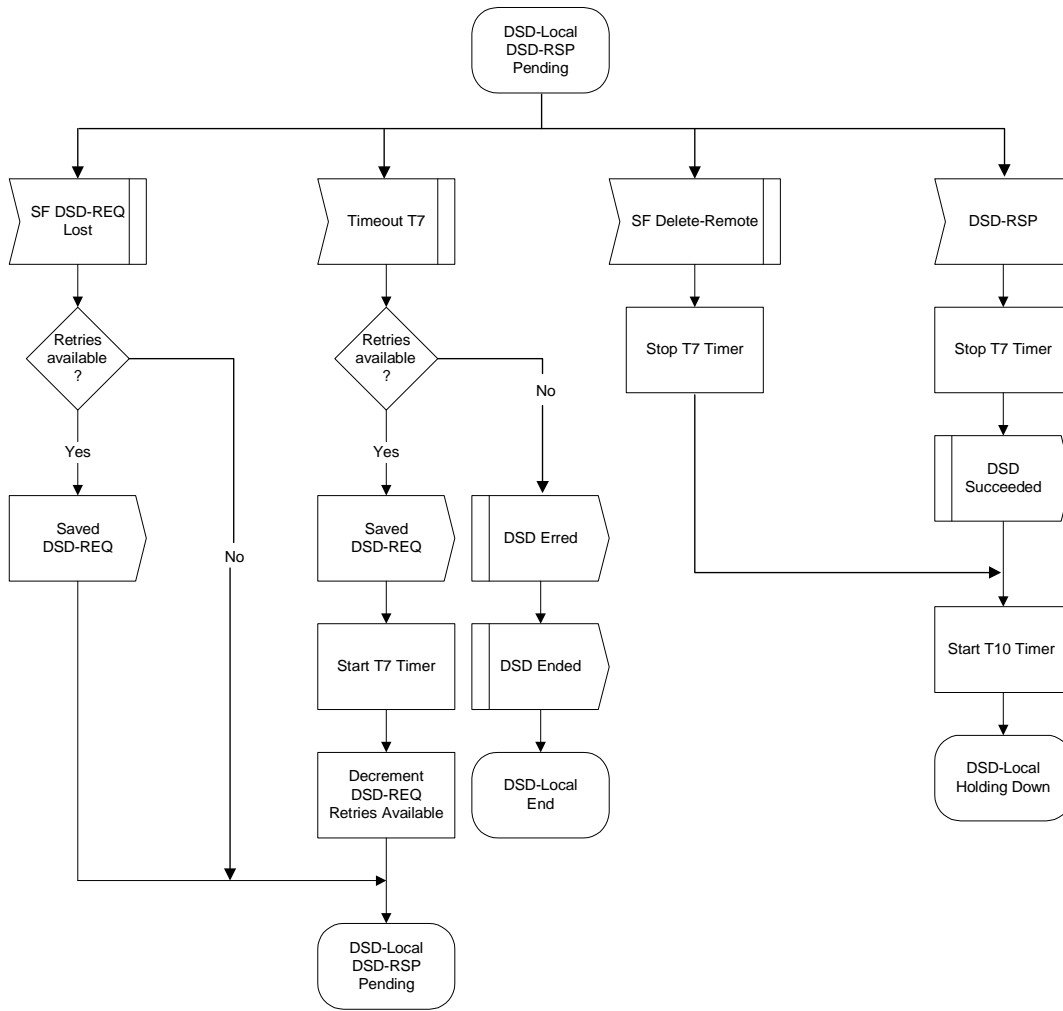 DSD-Local
DSD-RSP
Pending
SF DSD-REQ
Lost
Timeout T7
SF Delete-Remote
DSD-RSP
Retries
available
?
Retries
available
?
Stop T7 Timer
Stop T7 Timer
No
Yes
Yes
DSD
Succeeded
Saved
DSD-REQ
No
Saved
DSD-REQ
DSD Erred
Start T7 Timer
DSD Ended
Start T10 Timer
Decrement
DSD-REQ
Retries Available
DSD-Local
End
DSD-Local
Holding Down
DSD-Local
DSD-RSP
Pending